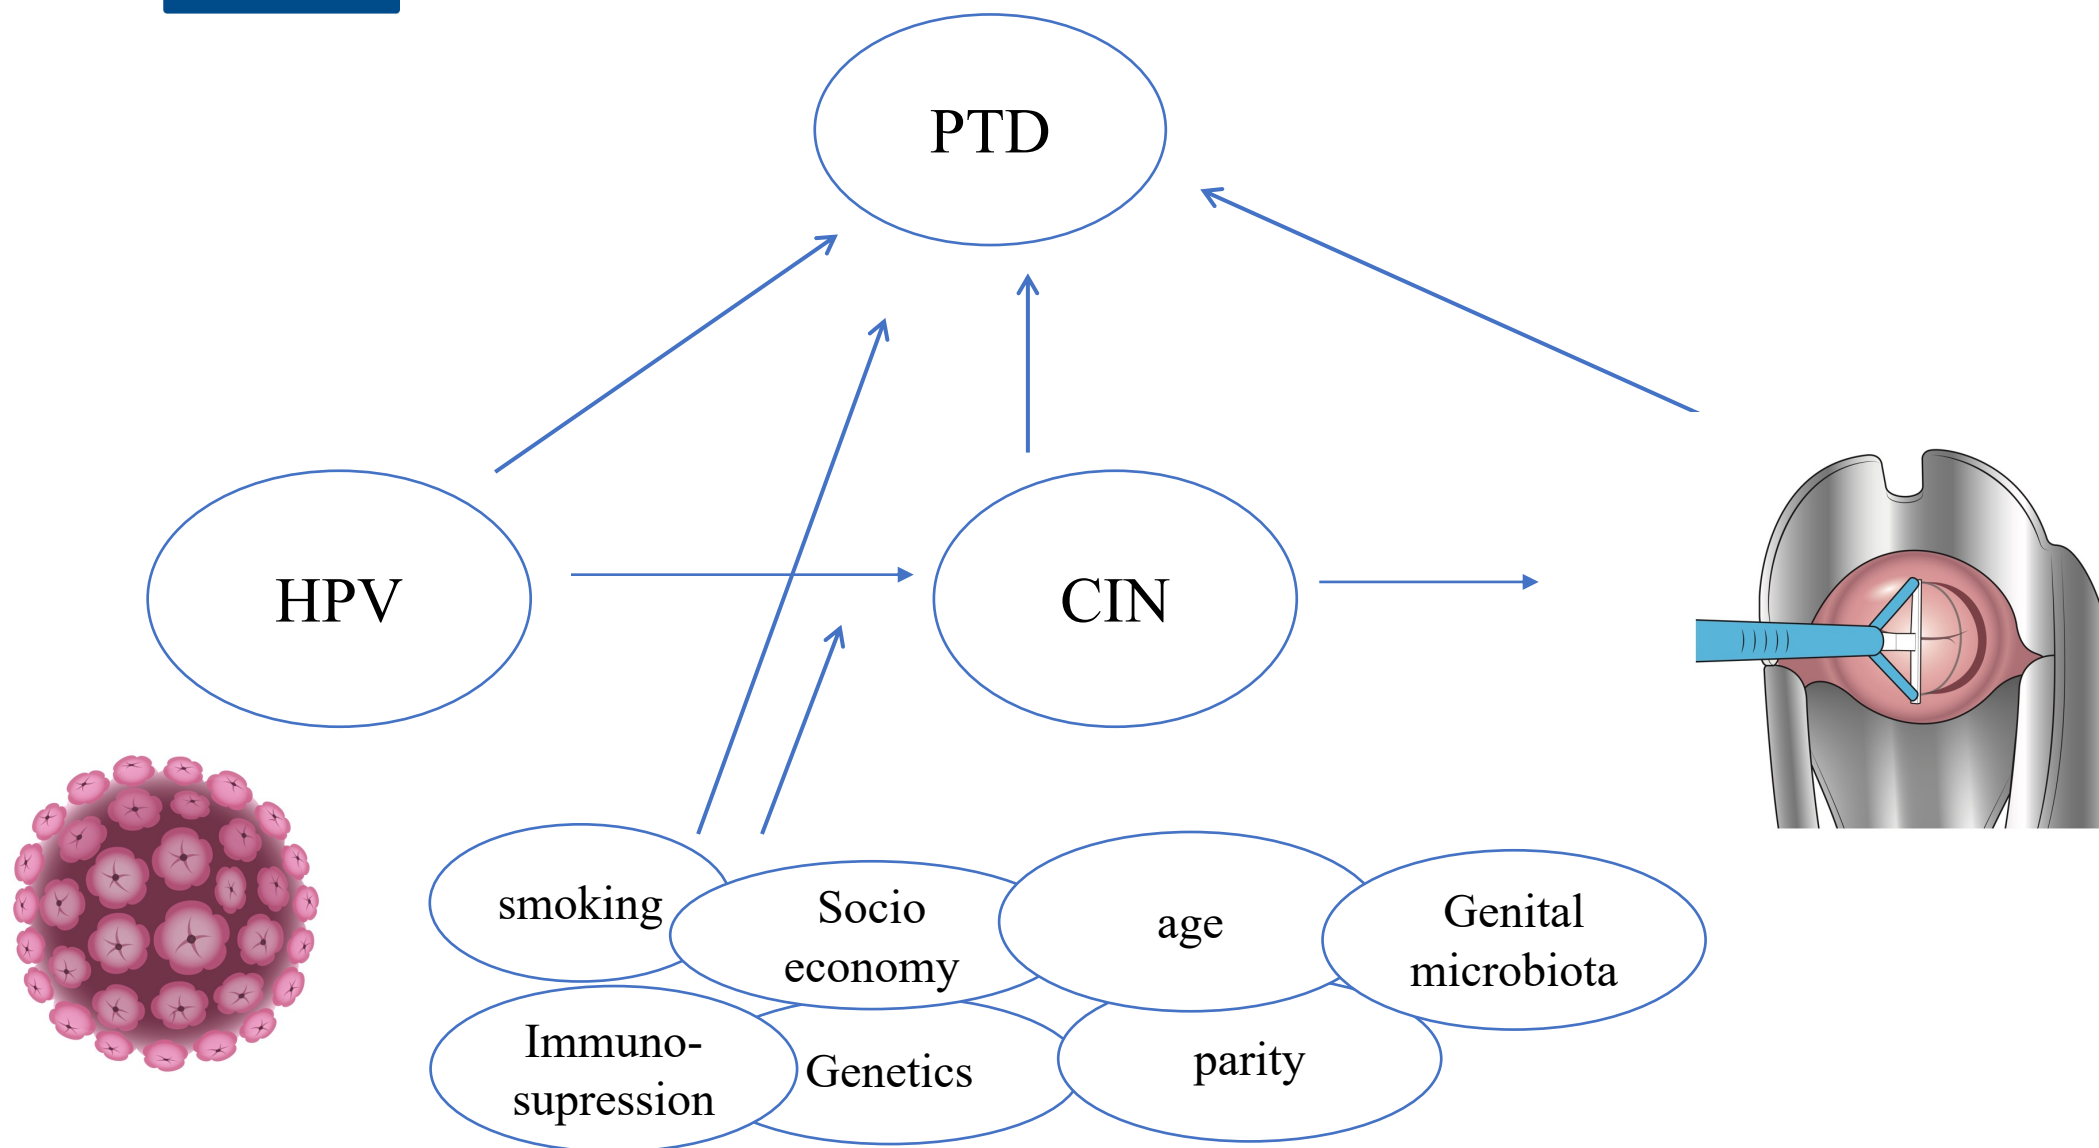 PTD
HPV
CIN
smoking
Socio
economy
age
Genital
microbiota
Immuno-
supression
Genetics
parity